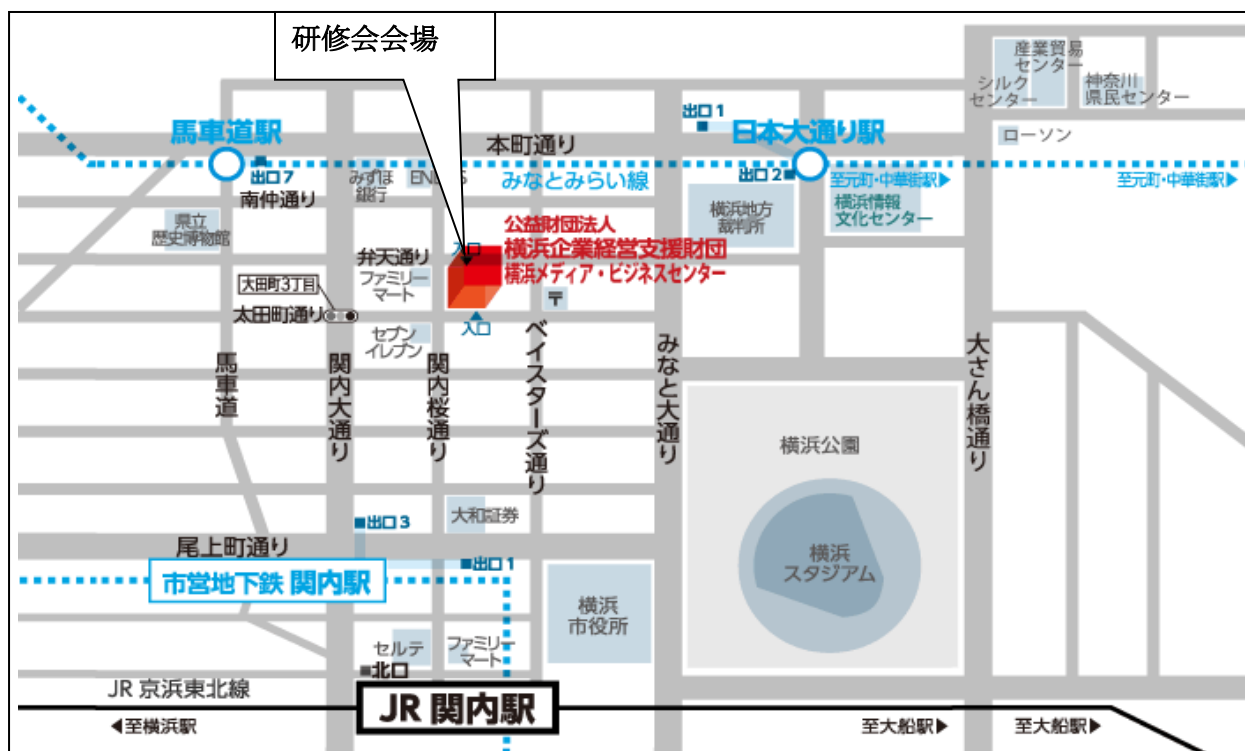 研修会会場
産業貿易
センター
シルク
センター
神奈川
県民センター
ローソン
出口1
馬車道駅
日本大通り駅
本町通り
出口7
みずほ
銀行
みなとみらい線
出口2
至元町・中華街駅▶
至元町・中華街駅▶
南仲通り
横浜地方
裁判所
横浜情報
文化センター
県立
歴史博物館
公益財団法人
横浜企業経営支援財団
横浜メディア・ビジネスセンター
入口
弁天通り
ファミリー
マート
大田町3丁目
太田町通り
〒
入口
セブン
イレブン
馬車道
関内大通り
関内桜通り
ベイスターズ通り
みなと大通り
大さん橋通り
横浜公園
横浜
スタジアム
大和証券
出口3
尾上町通り
出口1
市営地下鉄 関内駅
横浜
市役所
セルテ
ファミリー
マート
北口
JR 京浜東北線
JR 関内駅
◀至横浜駅
至大船駅▶
至大船駅▶